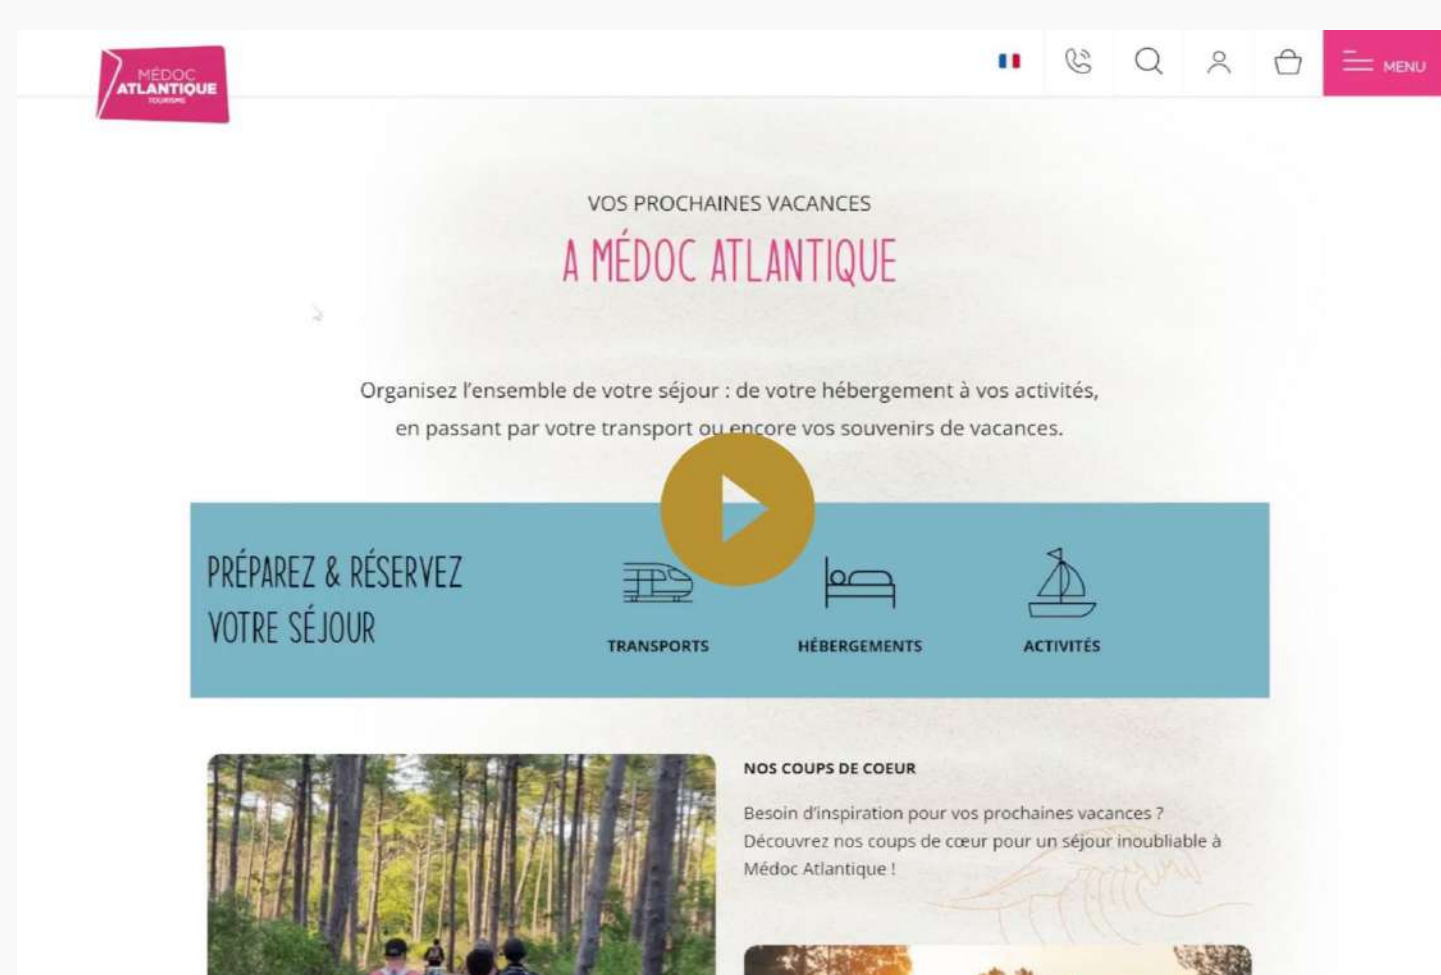 MÉDOC
ATLANTIQUE
TOURISME
MENU
VOS PROCHAINES VACANCES
A MÉDOC ATLANTIQUE
Organisez l’ensemble de votre séjour : de votre hébergement à vos activités,
en passant par votre transport ou encore vos souvenirs de vacances.
PRÉPAREZ & RÉSERVEZ
VOTRE SÉJOUR
TRANSPORTS
HÉBERGEMENTS
ACTIVITÉS
NOS COUPS DE COEUR
Besoin d’inspiration pour vos prochaines vacances ?
Découvrez nos coups de cœur pour un séjour inoubliable à
Médoc Atlantique !